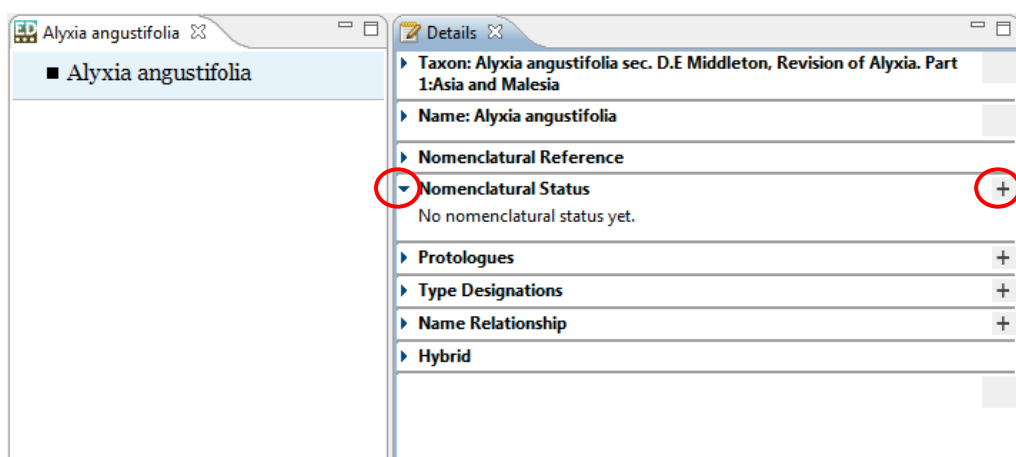 Alyxia angustifolia
■ Alyxia angustifolia
Details
Taxon: Alyxia angustifolia sec. D.E Middleton, Revision of Alyxia. Part
1:Asia and Malesia
Name: Alyxia angustifolia
Nomenclatural Reference
Nomenclatural Status
+
No nomenclatural status yet.
Protologues
+
Type Designations
+
Name Relationship
+
Hybrid